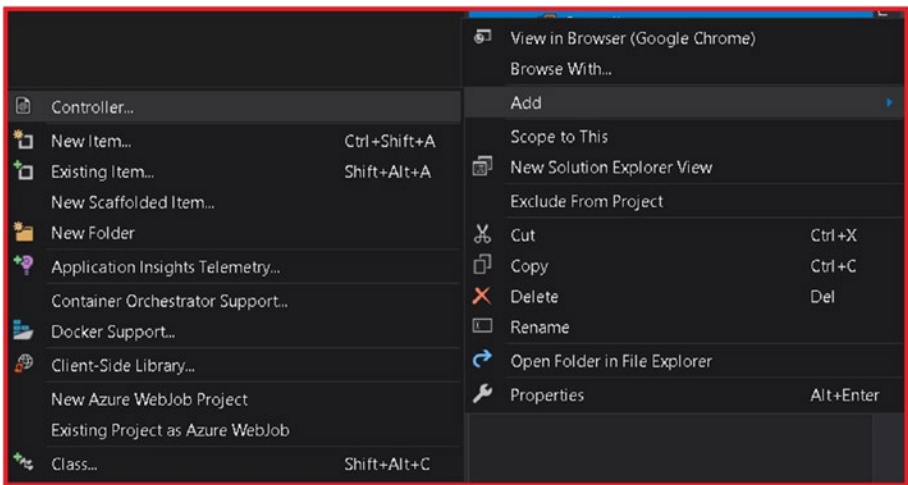 View in Browser (Google Chrome)
Browse With...
Add
Scope to This
New Solution Explorer View
Exclude From Project
Cut Ctrl+X
Copy Ctrl+C
Delete Del
Rename
Open Folder in File Explorer
Properties Alt+Enter
Controller...
New Item... Ctrl+Shift+A
Existing Item... Shift+Alt+A
New Scaffolded Item...
New Folder
Application Insights Telemetry...
Container Orchestrator Support...
Docker Support...
Client-Side Library...
New Azure WebJob Project
Existing Project as Azure WebJob
Class... Shift+Alt+C